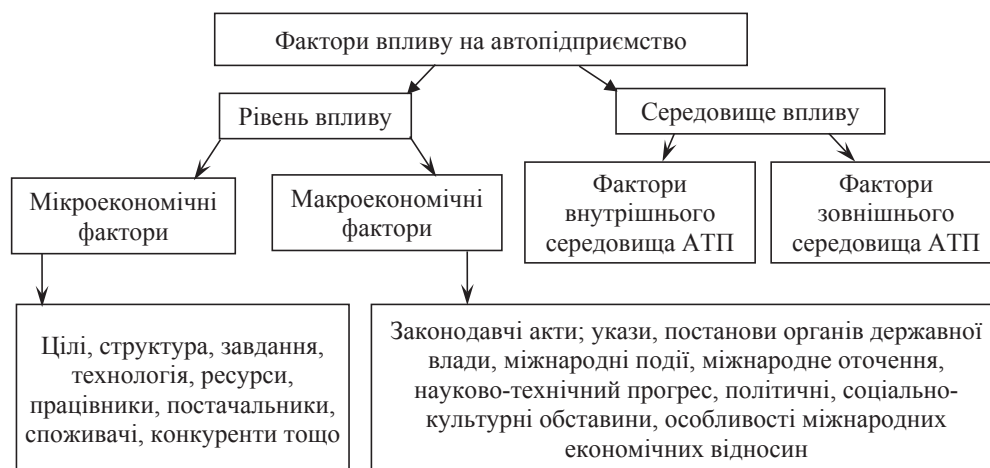 Фактори впливу на автопідприємство
Рівень впливу
Середовище впливу
Мікроекономічні
фактори
Макроекономічні
фактори
Фактори
внутрішнього
середовища АТП
Фактори
зовнішнього
середовища АТП
Цілі, структура, завдання,
технологія, ресурси,
працівники, постачальники,
споживачі, конкуренти тощо
Законодавчі акти; укази, постанови органів державної
влади, міжнародні події, міжнародне оточення,
науково-технічний прогрес, політичні, соціально-
культурні обставини, особливості міжнародних
економічних відносин